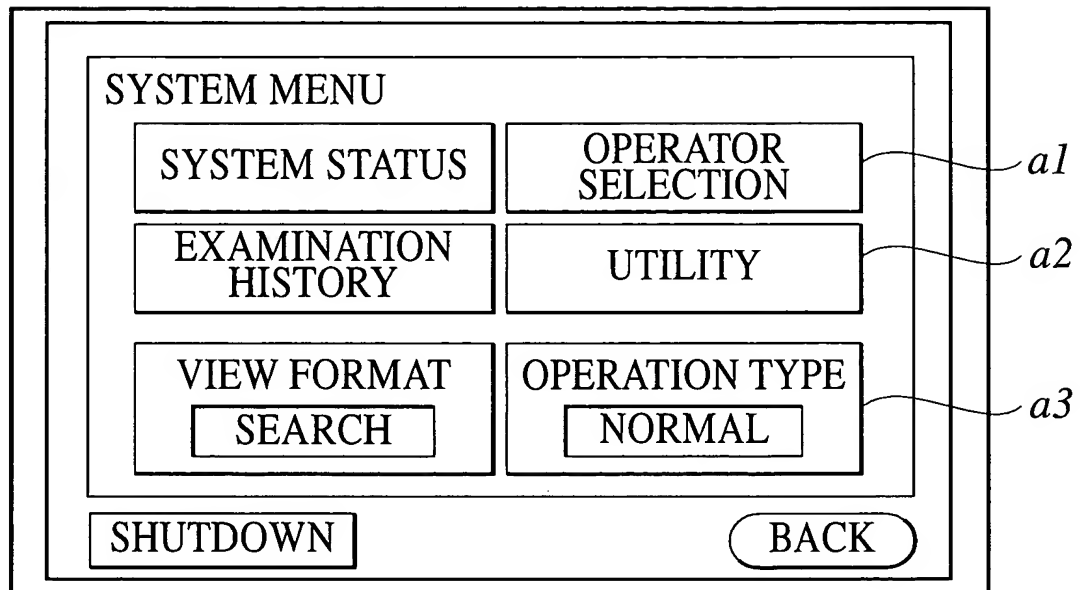 SYSTEM MENU
SYSTEM STATUS
OPERATOR
SELECTION
a1
EXAMINATION
HISTORY
UTILITY
a2
VIEW FORMAT
SEARCH
OPERATION TYPE
NORMAL
a3
SHUTDOWN
BACK